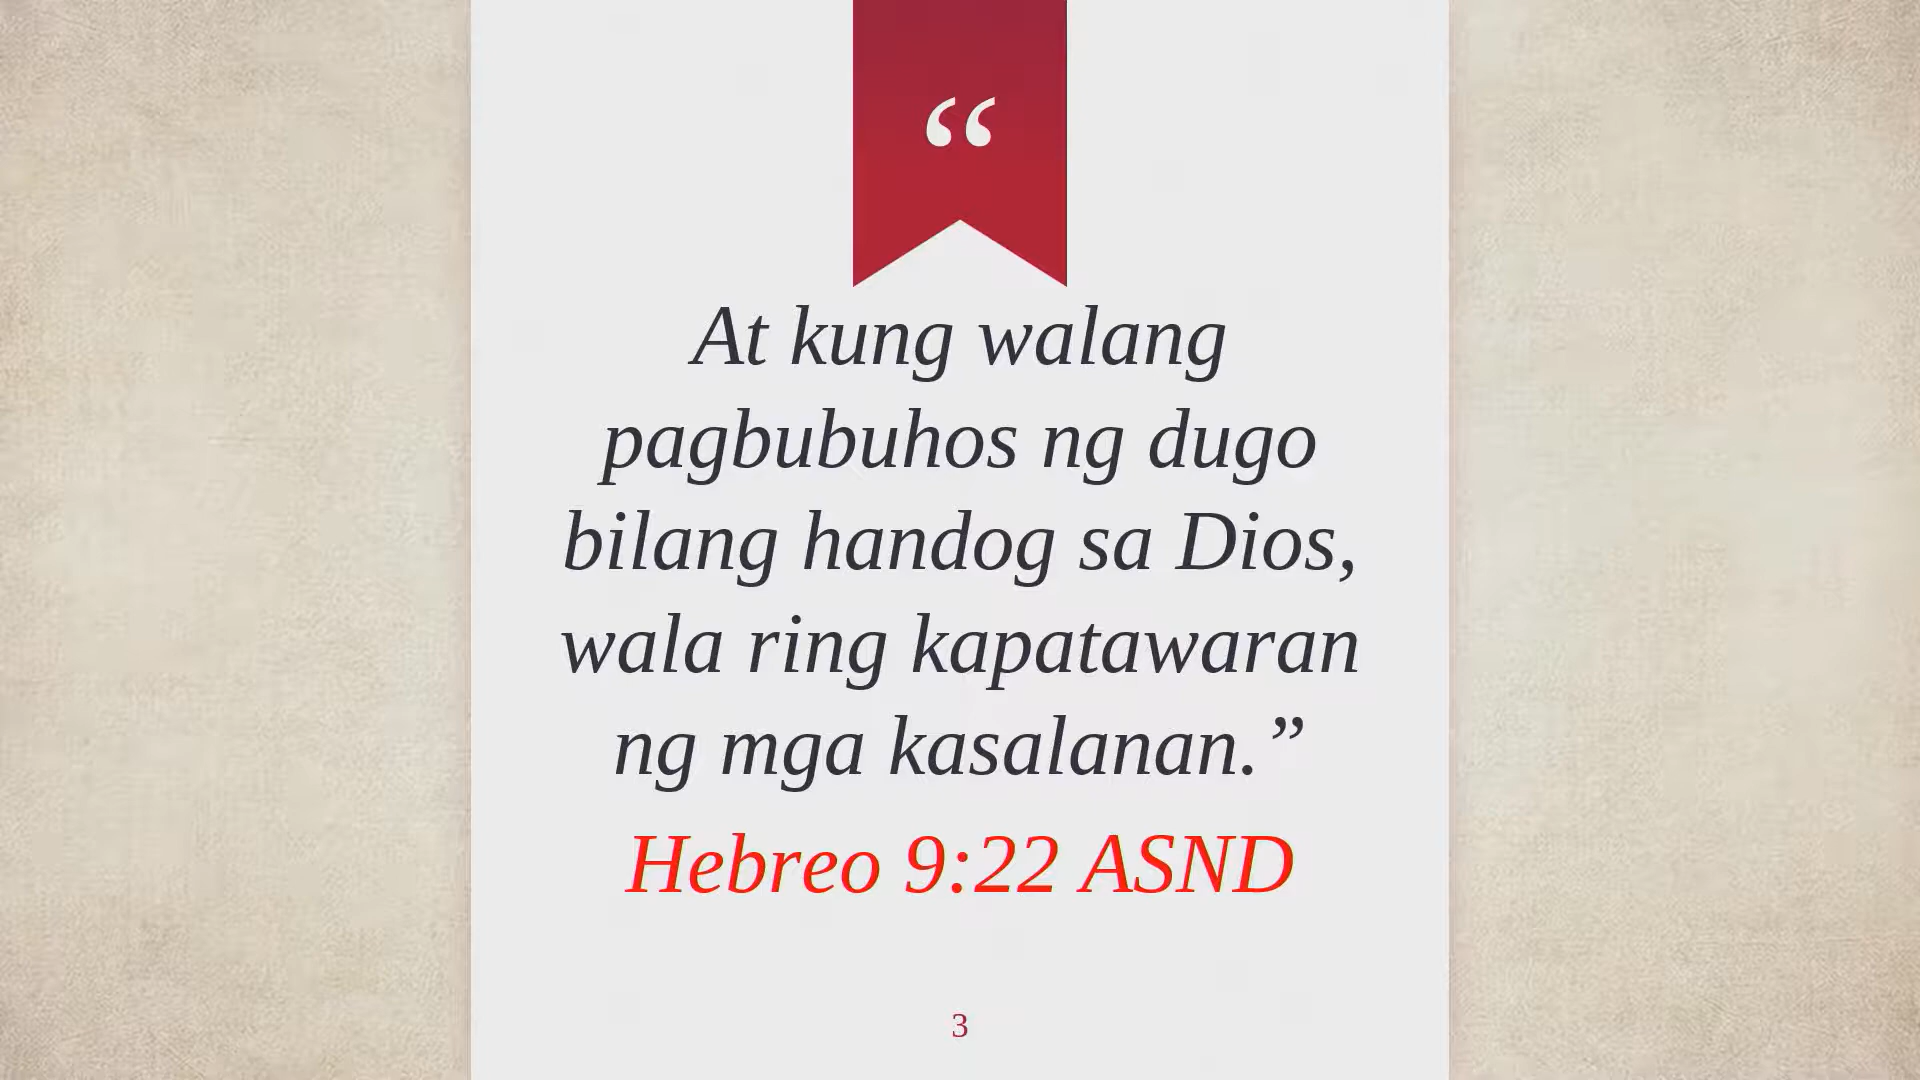 “
At kung walang
pagbubuhos ng dugo
bilang handog sa Dios,
wala ring kapatawaran
ng mga kasalanan.”
Hebreo 9:22 ASND
3